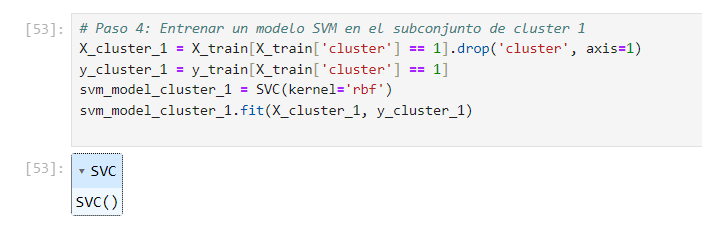 [53]:
# Paso 4: Entrenar un modelo SVM en el subconjunto de cluster 1
X_cluster_1 = X_train[X_train['cluster'] == 1].drop('cluster', axis=1)
y_cluster_1 = y_train[X_train['cluster'] == 1]
svm_model_cluster_1 = SVC(kernel='rbf')
svm_model_cluster_1.fit(X_cluster_1, y_cluster_1)
[53]:
▾ SVC
SVC()